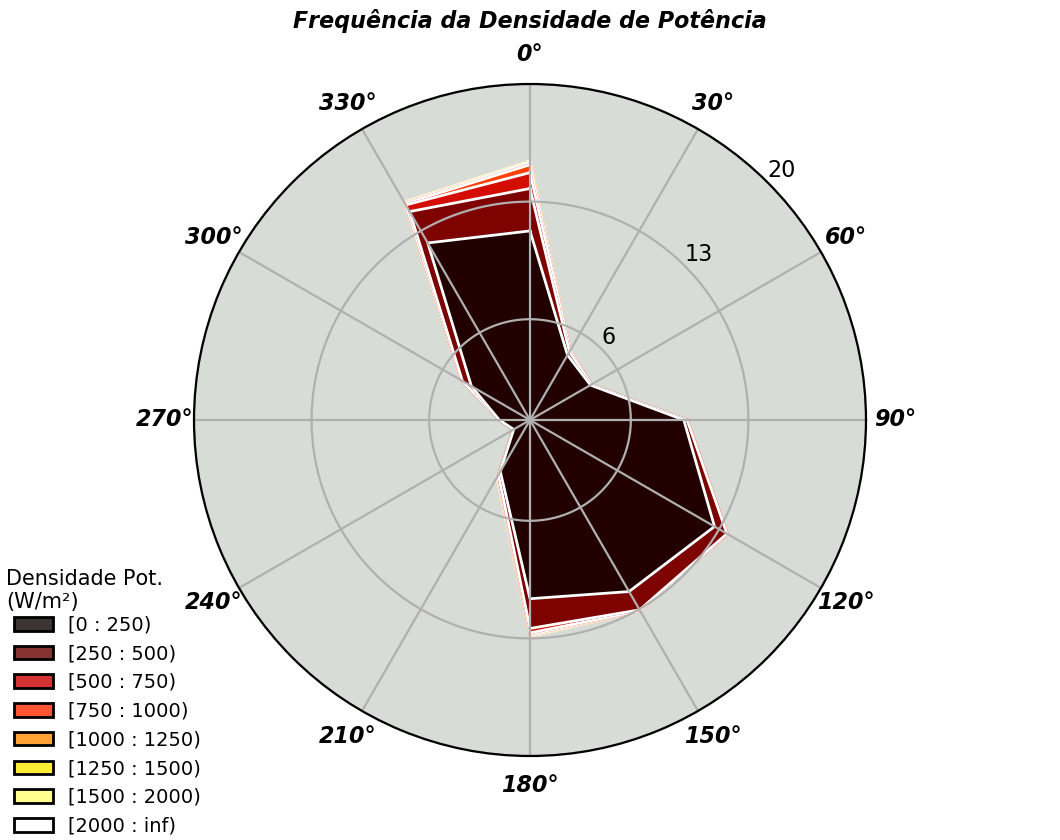 Frequência da Densidade de Potência
0°
330°
30°
20
300°
60°
13
6
270°
90°
240°
120°
210°
150°
180°
Densidade Pot.
(W/m²)
[0 : 250)
[250 : 500)
[500 : 750)
[750 : 1000)
[1000 : 1250)
[1250 : 1500)
[1500 : 2000)
[2000 : inf)